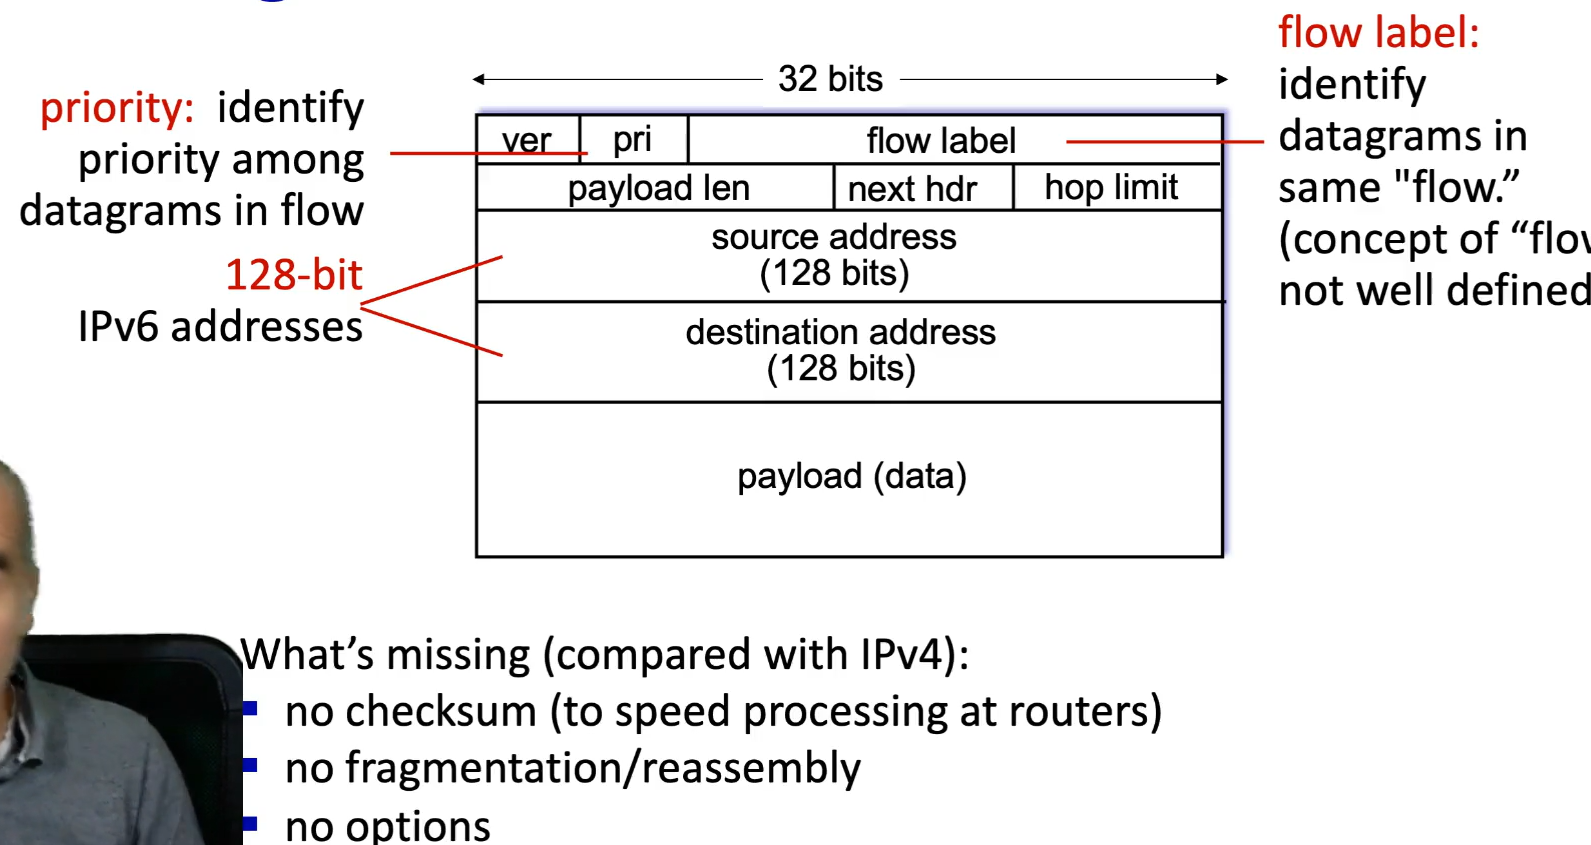 32 bits
priority: identify
priority among
datagrams in flow
128-bit
IPv6 addresses
ver pri flow label
payload len next hdr hop limit
source address
(128 bits)
destination address
(128 bits)
payload (data)
flow label:
identify
datagrams in
same "flow.”
(concept of “flow
not well defined
What’s missing (compared with IPv4):
no checksum (to speed processing at routers)
no fragmentation/reassembly
no options